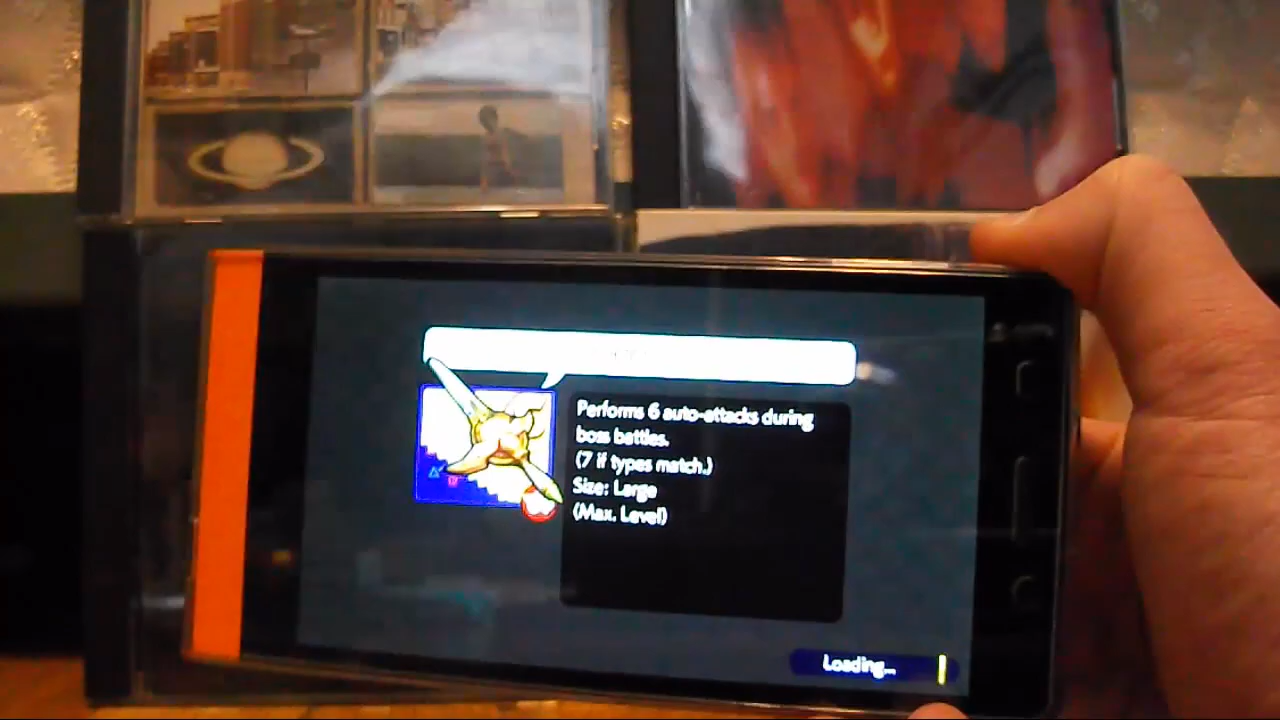 Performs 6 auto-attacks during
boss battles.
(7 if types match.)
Size: Large
(Max. Level)
Loading...